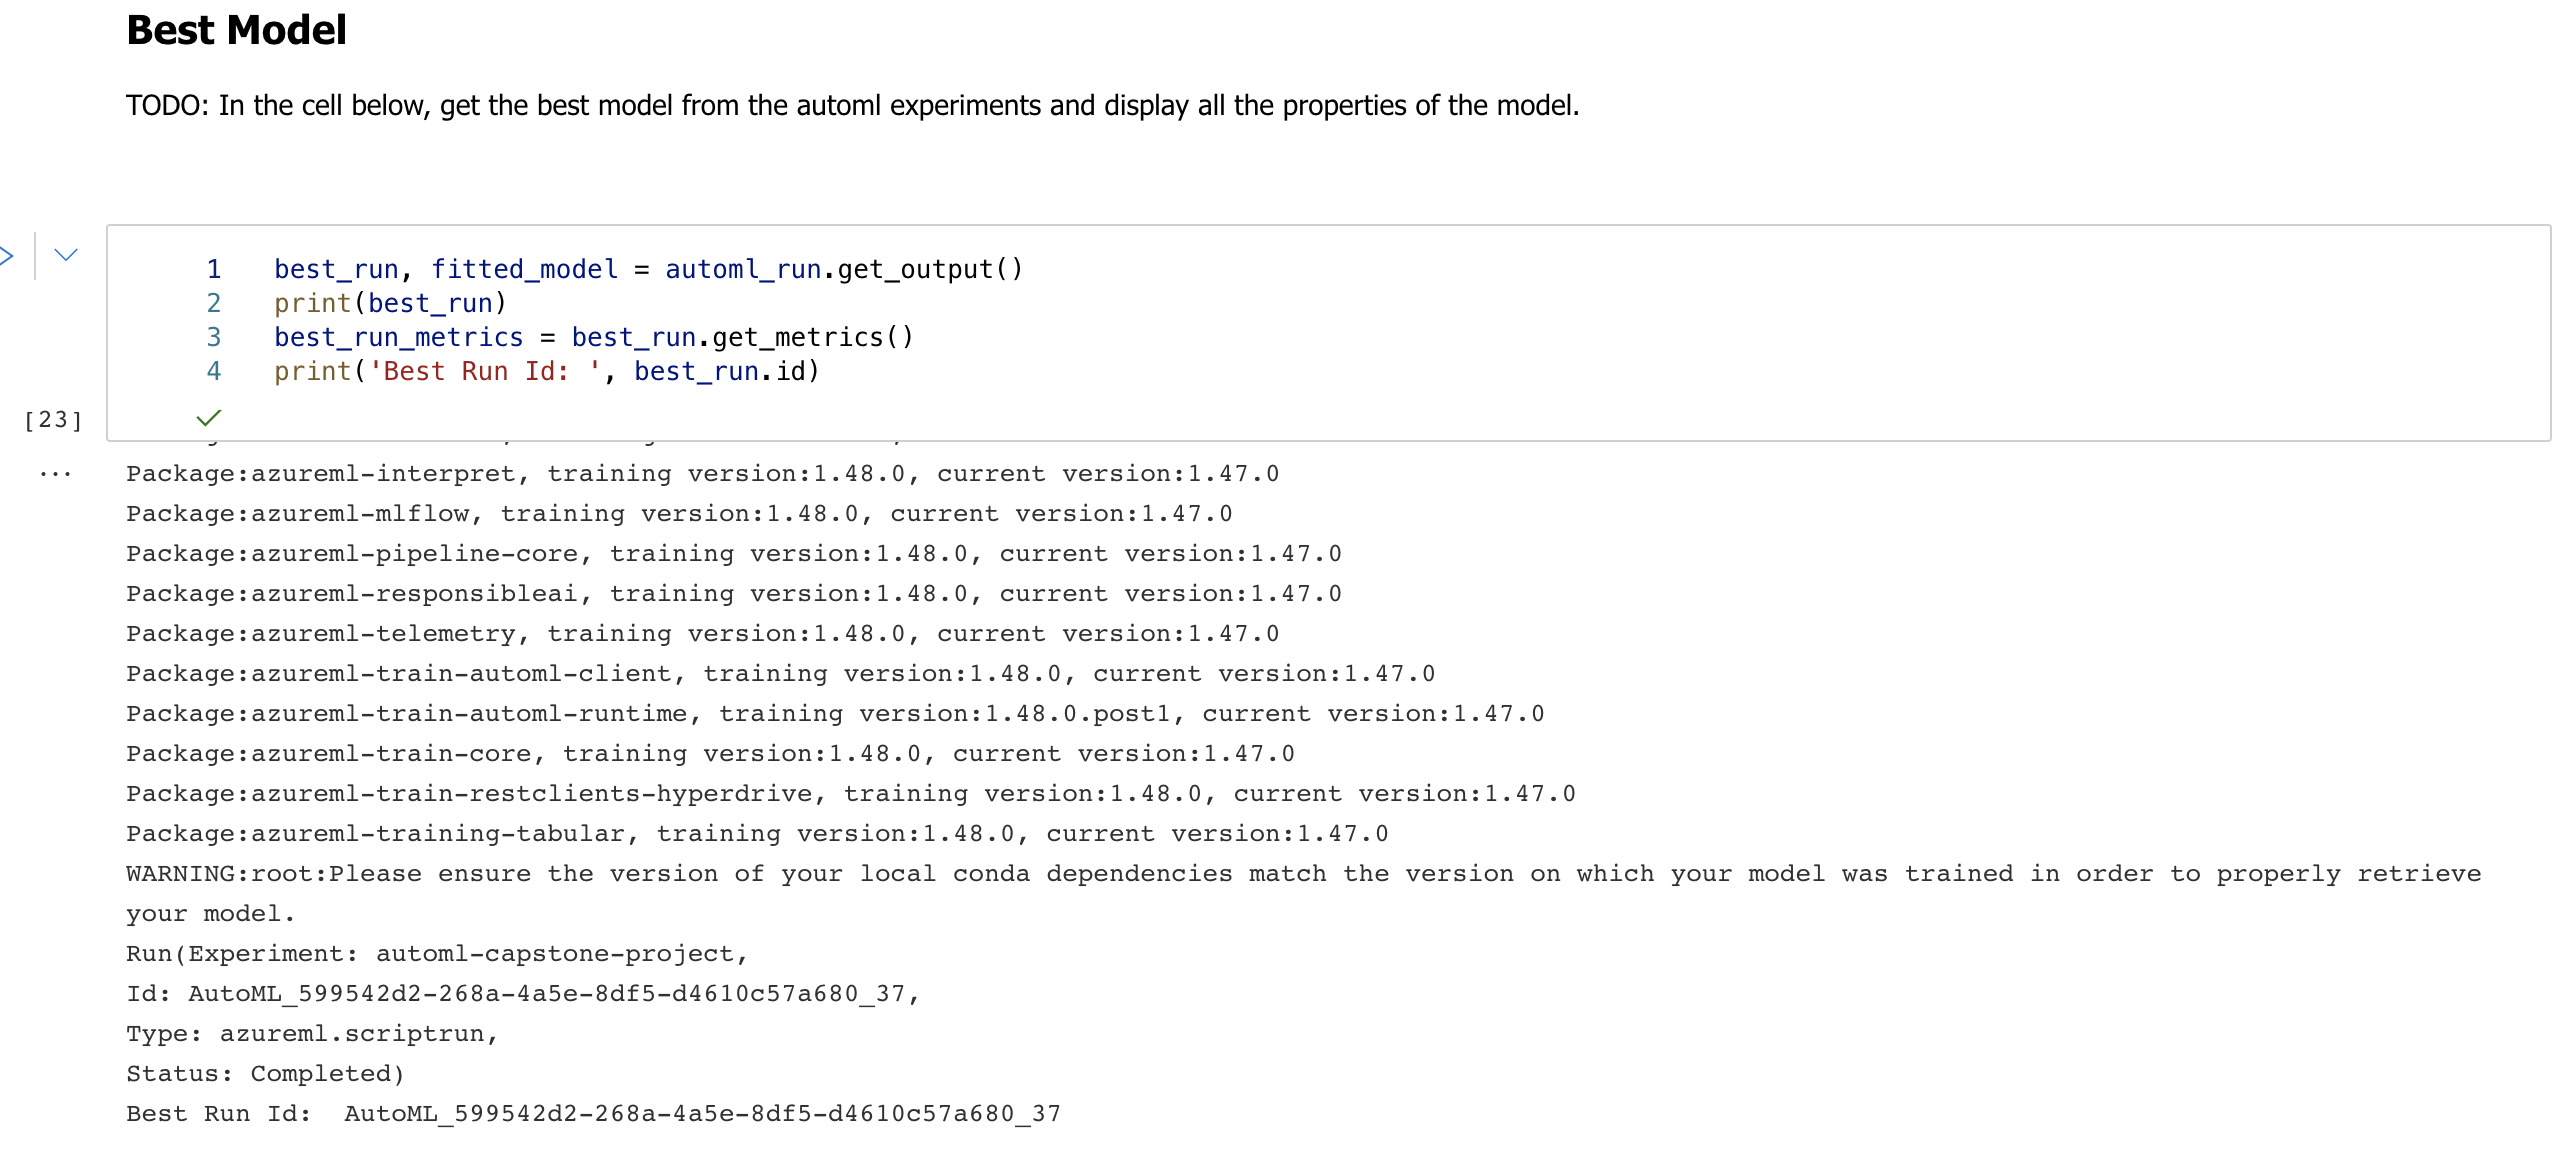 Best Model
TODO: In the cell below, get the best model from the automl experiments and display all the properties of the model.
1 best_run, fitted_model = automl_run.get_output()
2 print(best_run)
3 best_run_metrics = best_run.get_metrics()
4 print('Best Run Id: ', best_run.id)
[23]
...
Package:azureml-interpret, training version:1.48.0, current version:1.47.0
Package:azureml-mlflow, training version:1.48.0, current version:1.47.0
Package:azureml-pipeline-core, training version:1.48.0, current version:1.47.0
Package:azureml-responsibleai, training version:1.48.0, current version:1.47.0
Package:azureml-telemetry, training version:1.48.0, current version:1.47.0
Package:azureml-train-automl-client, training version:1.48.0, current version:1.47.0
Package:azureml-train-automl-runtime, training version:1.48.0.post1, current version:1.47.0
Package:azureml-train-core, training version:1.48.0, current version:1.47.0
Package:azureml-train-restclients-hyperdrive, training version:1.48.0, current version:1.47.0
Package:azureml-training-tabular, training version:1.48.0, current version:1.47.0
WARNING:root:Please ensure the version of your local conda dependencies match the version on which your model was trained in order to properly retrieve
your model.
Run(Experiment: automl-capstone-project,
Id: AutoML_599542d2-268a-4a5e-8df5-d4610c57a680_37,
Type: azureml.scriptrun,
Status: Completed)
Best Run Id:  AutoML_599542d2-268a-4a5e-8df5-d4610c57a680_37